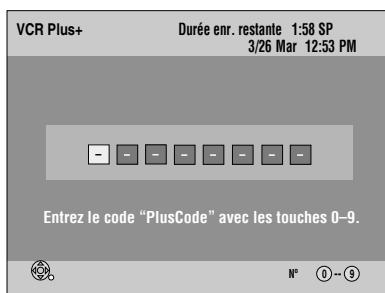 VCR Plus+ Durée enr. restante 1:58 SP
3/26 Mar 12:53 PM
– – – – – – – –
Entrez le code “PlusCode” avec les touches 0–9.
N° 0 -- 9